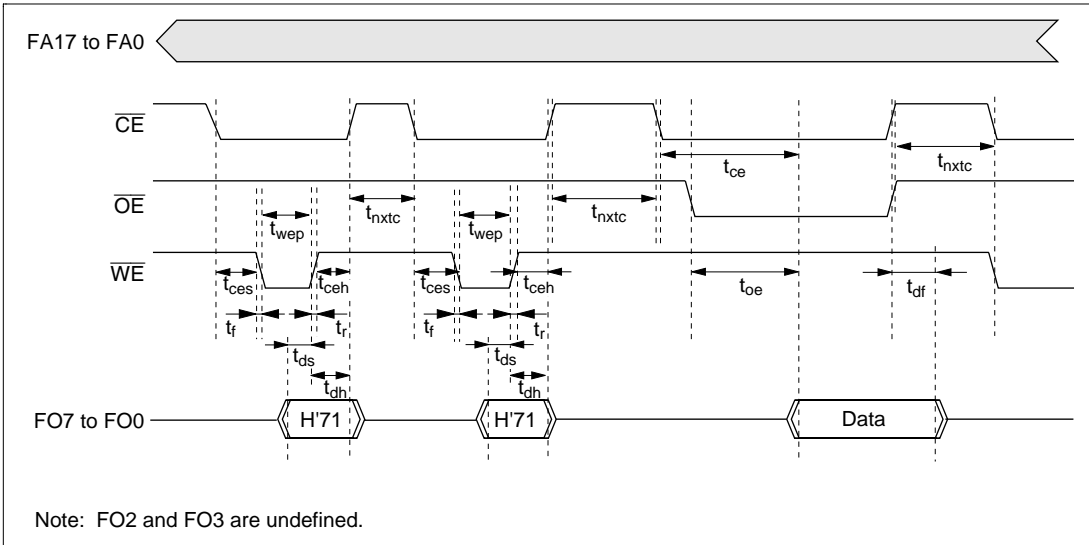 FA17 to FA0
CE
t_ce
t_nxtc
OE
t_wep
t_nxtc
t_wep
t_nxtc
WE
t_ces
t_ceh
t_ces
t_ceh
t_oe
t_df
t_f
t_r
t_f
t_r
t_ds
t_ds
t_dh
t_dh
FO7 to FO0
H'71
H'71
Data
Note: FO2 and FO3 are undefined.